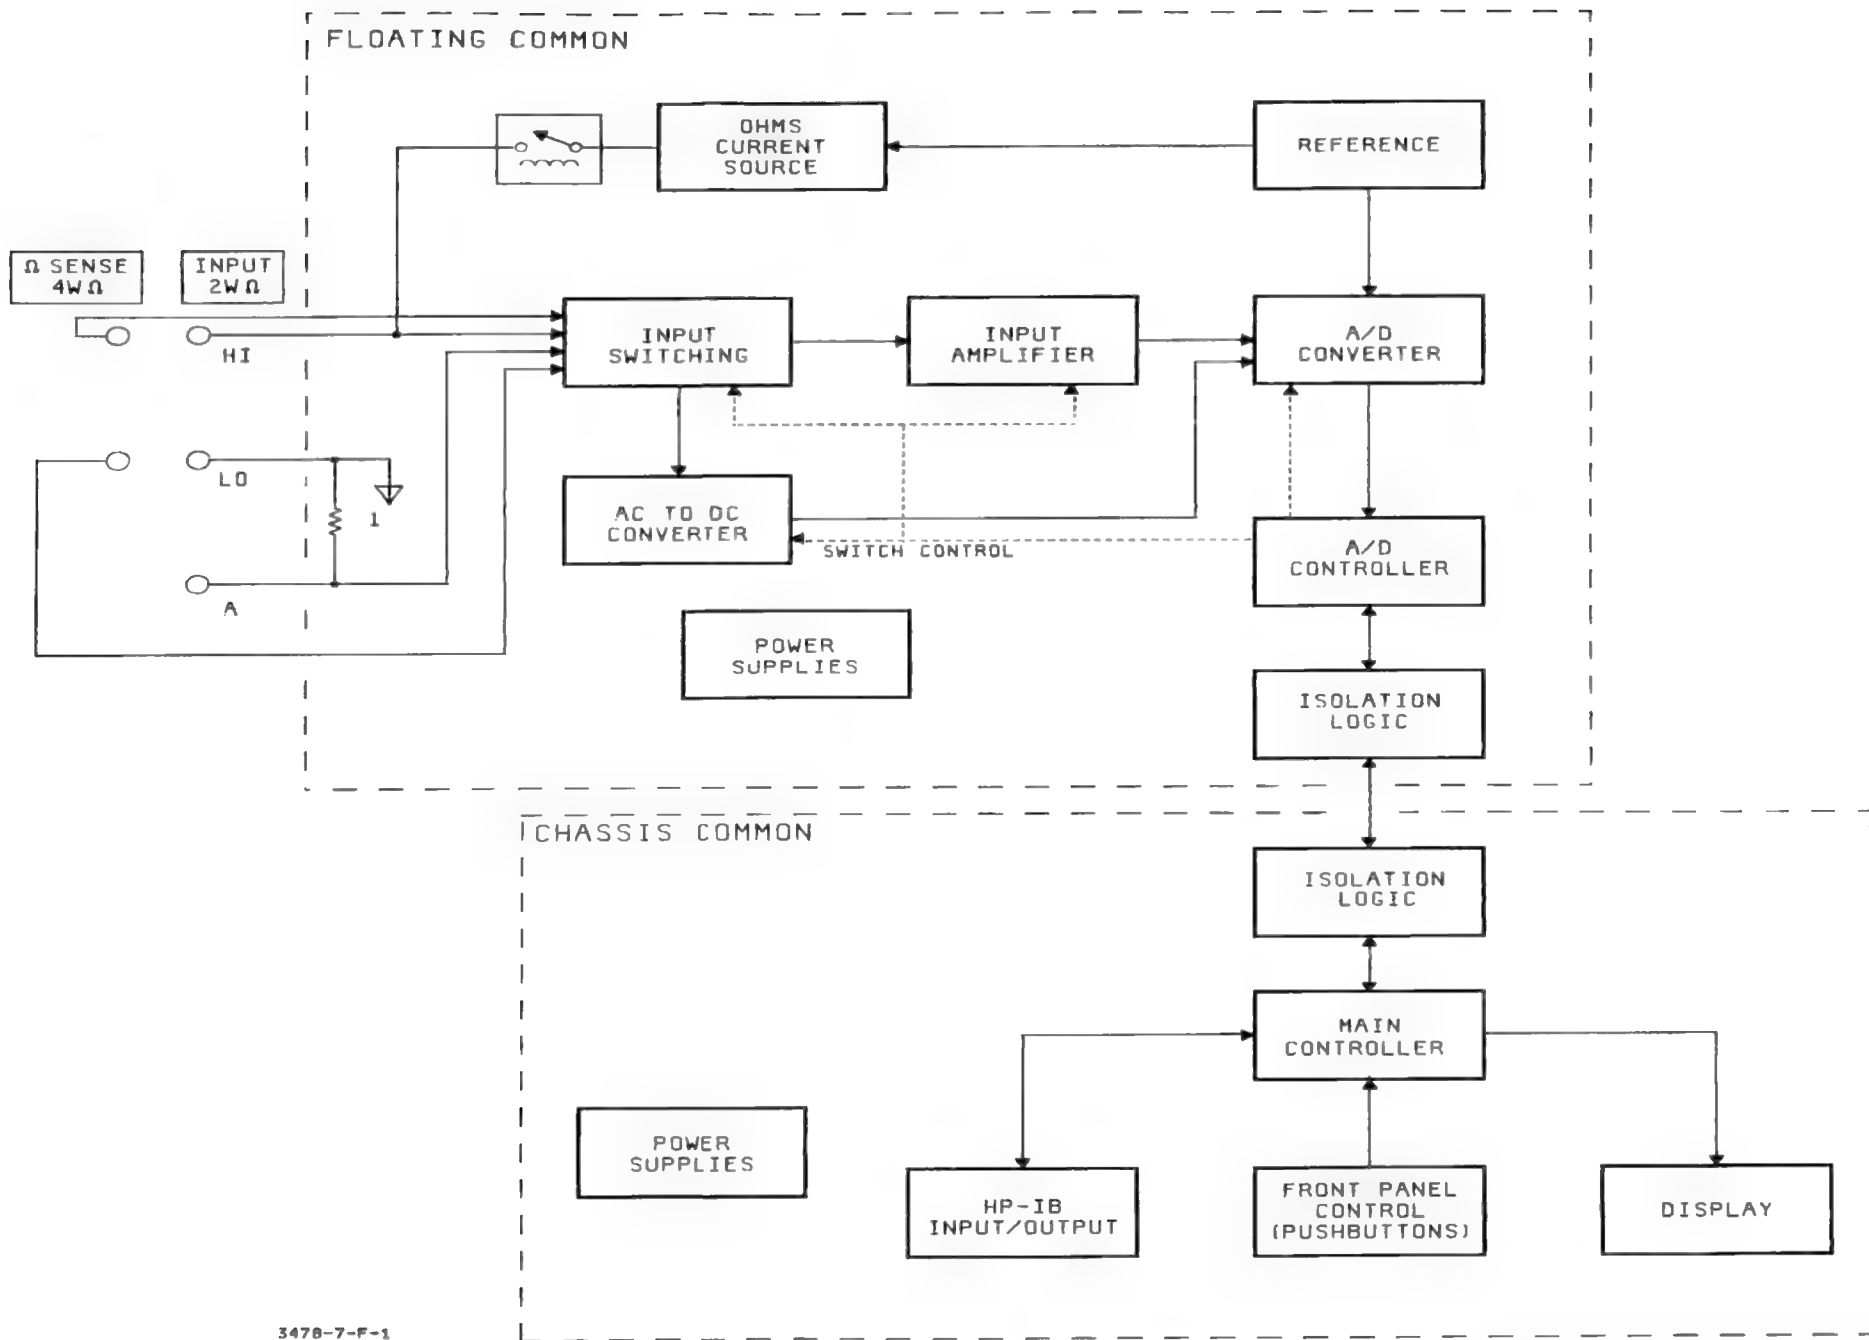 FLOATING COMMON
OHMS
CURRENT
SOURCE
REFERENCE
Ω SENSE
4WΩ
INPUT
2WΩ
HI
INPUT
SWITCHING
INPUT
AMPLIFIER
A/D
CONVERTER
LO
1
A
AC TO DC
CONVERTER
SWITCH CONTROL
A/D
CONTROLLER
POWER
SUPPLIES
ISOLATION
LOGIC
CHASSIS COMMON
ISOLATION
LOGIC
MAIN
CONTROLLER
POWER
SUPPLIES
HP-IB
INPUT/OUTPUT
FRONT PANEL
CONTROL
(PUSHBUTTONS)
DISPLAY
3478-7-F-1